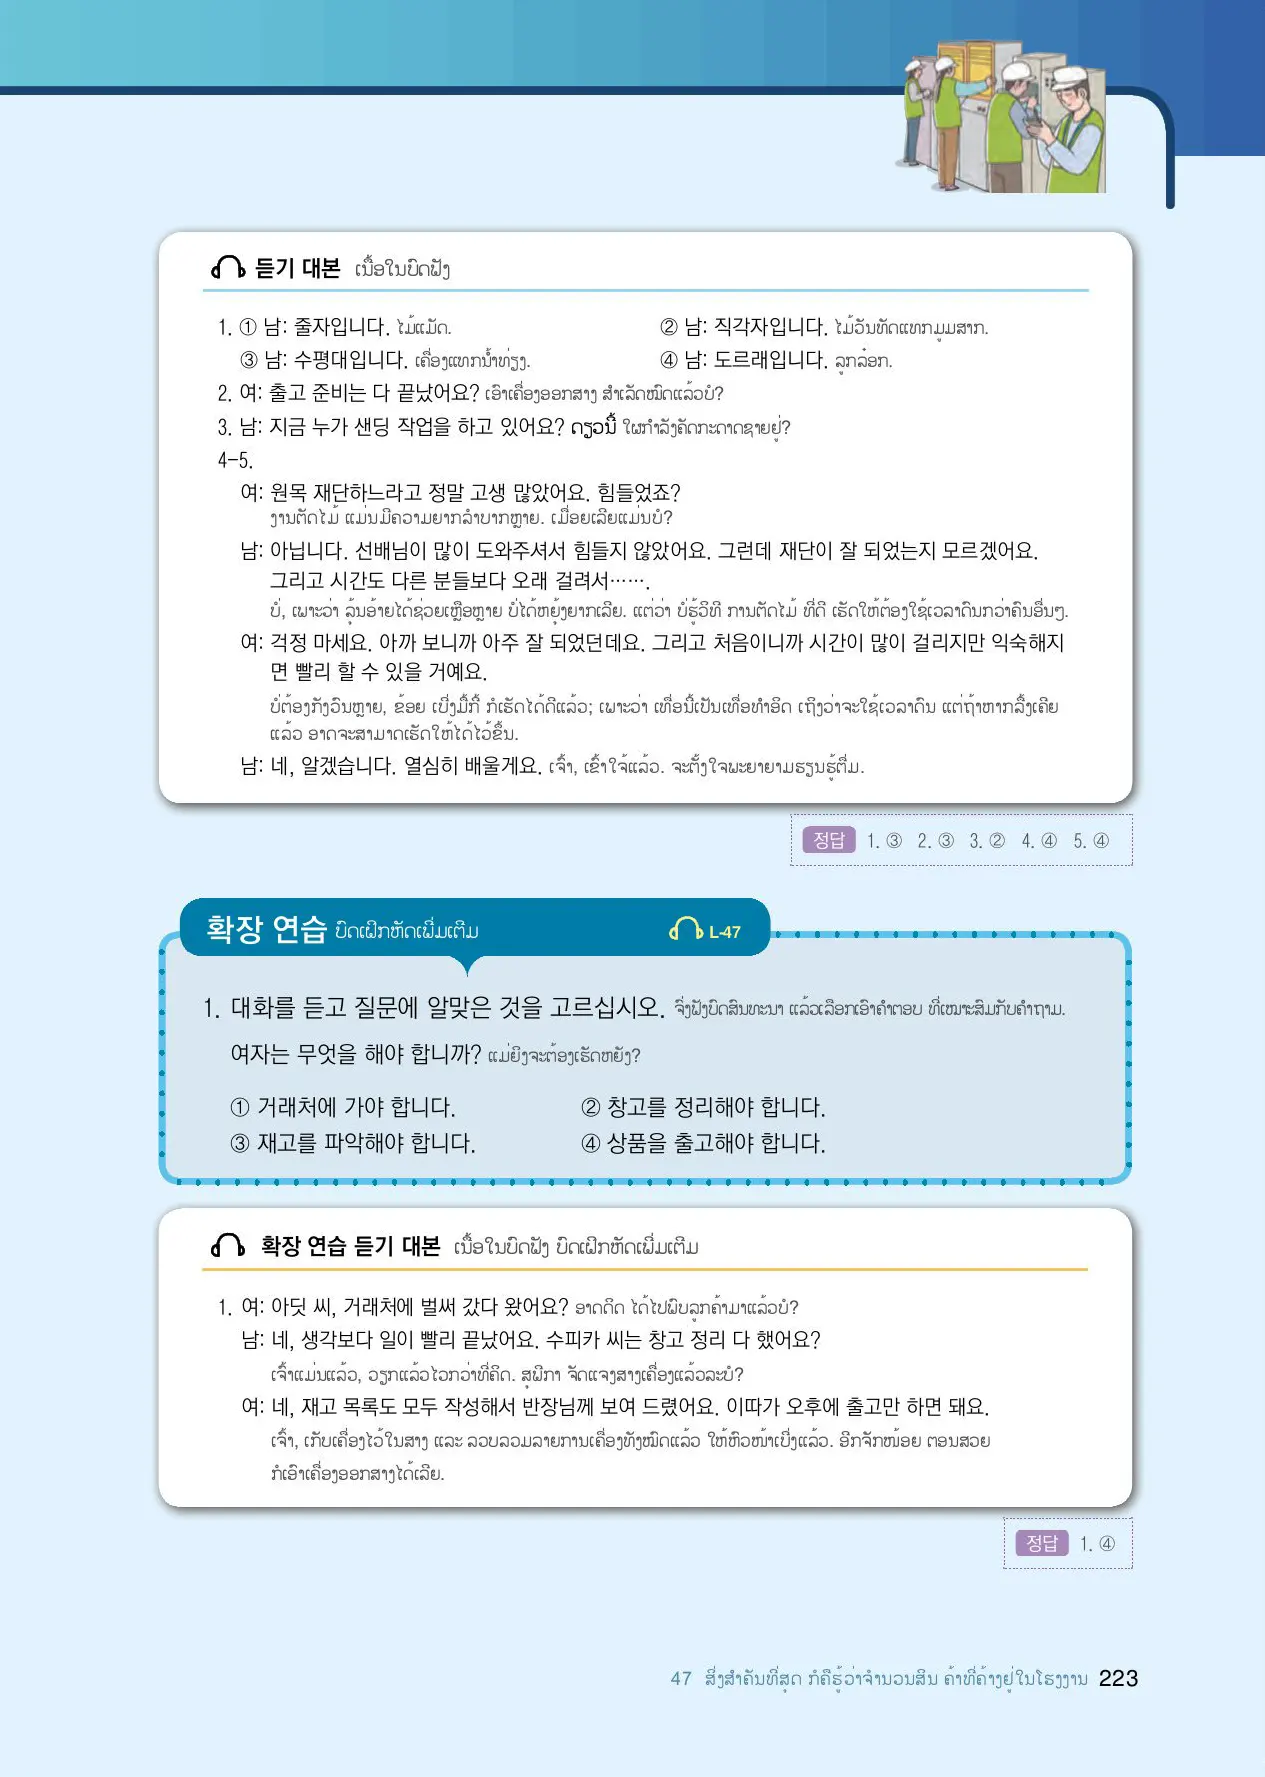 듣기 대본 ເນື້ອໃນບົດຟັງ
1. ① 남: 줄자입니다. ໄມ້ແມັດ. ② 남: 직각자입니다. ໄມ້ວັນທັດແທກມູມສາກ.
③ 남: 수평대입니다. ເຄື່ອງແທກນ້ຳທ່ຽງ. ④ 남: 도르래입니다. ລູກລ໋ອກ.
2. 여: 출고 준비는 다 끝났어요? ເອົາເຄື່ອງອອກສາງ ສຳເລັດໝົດແລ້ວບໍ?
3. 남: 지금 누가 샌딩 작업을 하고 있어요? ດຽວນີ້ ໃຜກຳລັງຄັດກະດາດຊາຍຢູ່?
4-5.
여: 원목 재단하느라고 정말 고생 많았어요. 힘들었죠?
ງານຕັດໄມ້ ແມ່ນມີຄວາມຍາກລຳບາກຫຼາຍ. ເມື່ອຍເລີຍແມ່ນບໍ?
남: 아닙니다. 선배님이 많이 도와주셔서 힘들지 않았어요. 그런데 재단이 잘 되었는지 모르겠어요.
그리고 시간도 다른 분들보다 오래 걸려서…….
ບໍ່, ເພາະວ່າ ລຸ້ນອ້າຍໄດ້ຊ່ວຍເຫຼືອຫຼາຍ ບໍ່ໄດ້ຫຍຸ້ງຍາກເລີຍ. ແຕ່ວ່າ ບໍ່ຮູ້ວິທີ ການຕັດໄມ້ ທີ່ດີ ເຮັດໃຫ້ຕ້ອງໃຊ້ເວລາດົນກວ່າຄົນອື່ນໆ.
여: 걱정 마세요. 아까 보니까 아주 잘 되었던데요. 그리고 처음이니까 시간이 많이 걸리지만 익숙해지
면 빨리 할 수 있을 거예요.
ບໍ່ຕ້ອງກັງວົນຫຼາຍ, ຂ້ອຍ ເບິ່ງມື້ກີ້ ກໍເຮັດໄດ້ດີແລ້ວ; ເພາະວ່າ ເທື່ອນີ້ເປັນເທື່ອທຳອິດ ເຖິງວ່າຈະໃຊ້ເວລາດົນ ແຕ່ຖ້າຫາກລຶ້ງເຄີຍ
ແລ້ວ ອາດຈະສາມາດເຮັດໃຫ້ໄດ້ໄວ້ຂຶ້ນ.
남: 네, 알겠습니다. 열심히 배울게요. ເຈົ້າ, ເຂົ້າໃຈ້ແລ້ວ. ຈະຕັ້ງໃຈພະຍາຍາມຮຽນຮູ້ຕື່ມ.
정답 1. ③ 2. ③ 3. ② 4. ④ 5. ④
확장 연습 ບົດເຝິກຫັດເພີ່ມເຕີມ L-47
1. 대화를 듣고 질문에 알맞은 것을 고르십시오. ຈົ່ງຟັງບົດສົນທະນາ ແລ້ວເລືອກເອົາຄຳຕອບ ທີ່ເໝາະສົມກັບຄຳຖາມ.
여자는 무엇을 해야 합니까? ແມ່ຍິງຈະຕ້ອງເຮັດຫຍັງ?
① 거래처에 가야 합니다. ② 창고를 정리해야 합니다.
③ 재고를 파악해야 합니다. ④ 상품을 출고해야 합니다.
확장 연습 듣기 대본 ເນື້ອໃນບົດຟັງ ບົດເຝິກຫັດເພີ່ມເຕີມ
1. 여: 아딧 씨, 거래처에 벌써 갔다 왔어요? ອາດດິດ ໄດ້ໄປພົບລູກຄ້າມາແລ້ວບໍ?
남: 네, 생각보다 일이 빨리 끝났어요. 수피카 씨는 창고 정리 다 했어요?
ເຈົ້າແມ່ນແລ້ວ, ວຽກແລ້ວໄວກວ່າທີ່ຄິດ. ສຸພີກາ ຈັດແຈງສາງເຄື່ອງແລ້ວລະບໍ?
여: 네, 재고 목록도 모두 작성해서 반장님께 보여 드렸어요. 이따가 오후에 출고만 하면 돼요.
ເຈົ້າ, ເກັບເຄື່ອງໄວ້ໃນສາງ ແລະ ລວບລວມລາຍການເຄື່ອງທັງໝົດແລ້ວ ໃຫ້ຫົວໜ້າເບິ່ງແລ້ວ. ອີກຈັກໜ້ອຍ ຕອນສວຍ
ກໍເອົາເຄື່ອງອອກສາງໄດ້ເລີຍ.
정답 1. ④
47 ສິ່ງສຳຄັນທີ່ສຸດ ກໍຄືຮູ້ວ່າຈຳນວນສິນ ຄ້າທີ່ຄ້າງຢູ່ໃນໂຮງງານ 223